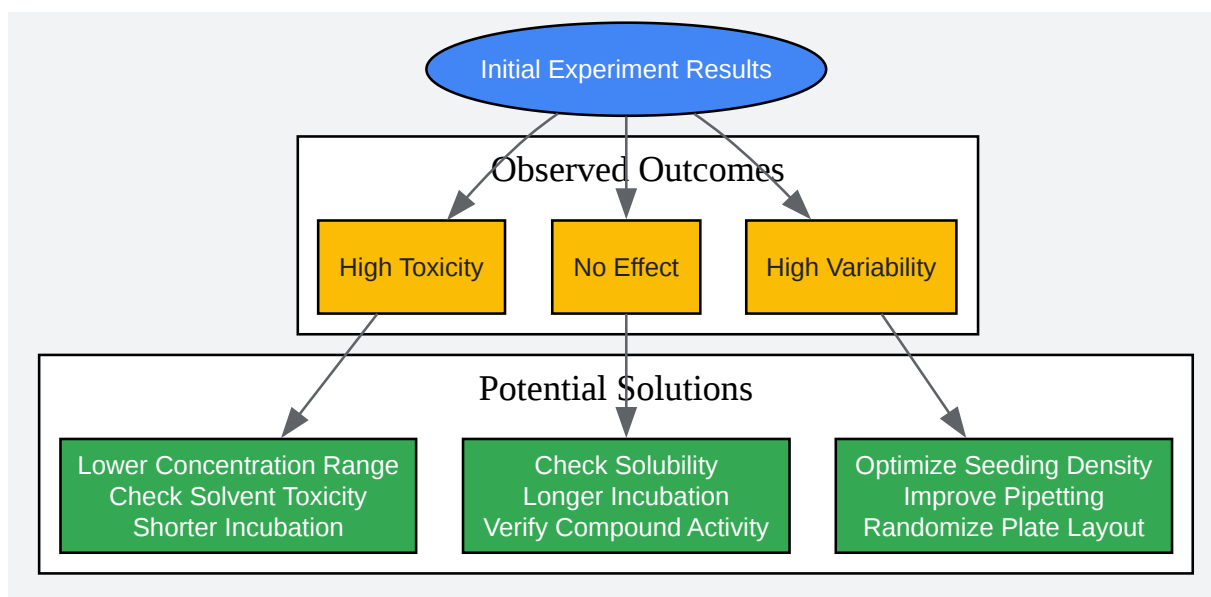 Initial Experiment Results
Observed Outcomes
High Toxicity
No Effect
High Variability
Potential Solutions
Lower Concentration Range
Check Solvent Toxicity
Shorter Incubation
Check Solubility
Longer Incubation
Verify Compound Activity
Optimize Seeding Density
Improve Pipetting
Randomize Plate Layout